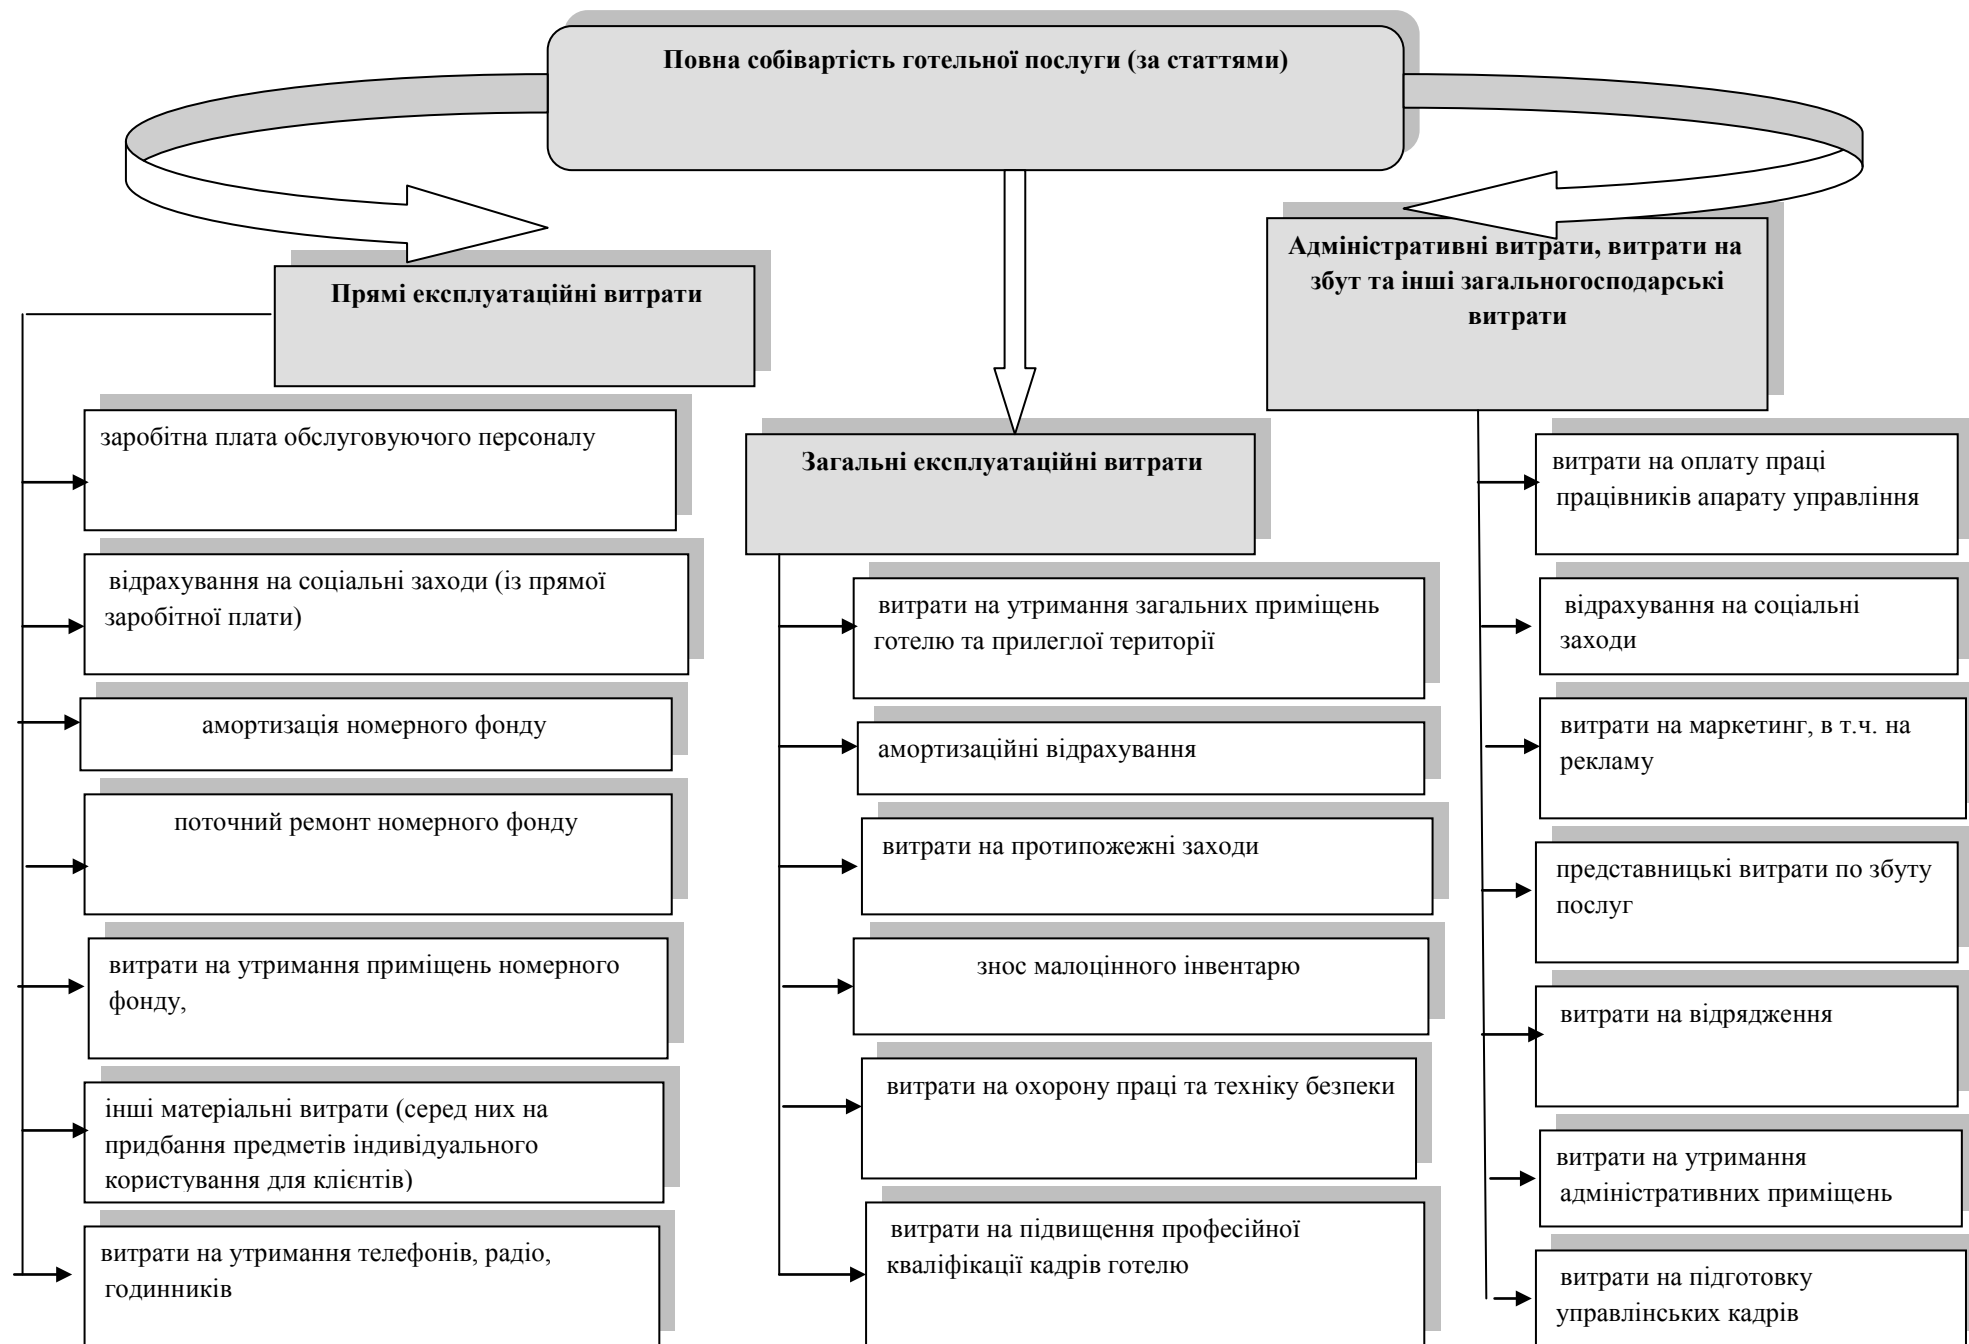 Повна собівартість готельної послуги (за статтями)
Прямі експлуатаційні витрати
заробітна плата обслуговуючого персоналу
відрахування на соціальні заходи (із прямої
заробітної плати)
амортизація номерного фонду
поточний ремонт номерного фонду
витрати на утримання приміщень номерного
фонду,
інші матеріальні витрати (серед них на
придбання предметів індивідуального
користування для клієнтів)
витрати на утримання телефонів, радіо,
годинників
Загальні експлуатаційні витрати
витрати на утримання загальних приміщень
готелю та прилеглої території
амортизаційні відрахування
витрати на протипожежні заходи
знос малоцінного інвентарю
витрати на охорону праці та техніку безпеки
витрати на підвищення професійної
кваліфікації кадрів готелю
Адміністративні витрати, витрати на
збут та інші загальногосподарські
витрати
витрати на оплату праці
працівників апарату управління
відрахування на соціальні
заходи
витрати на маркетинг, в т.ч. на
рекламу
представницькі витрати по збуту
послуг
витрати на відрядження
витрати на утримання
адміністративних приміщень
витрати на підготовку
управлінських кадрів